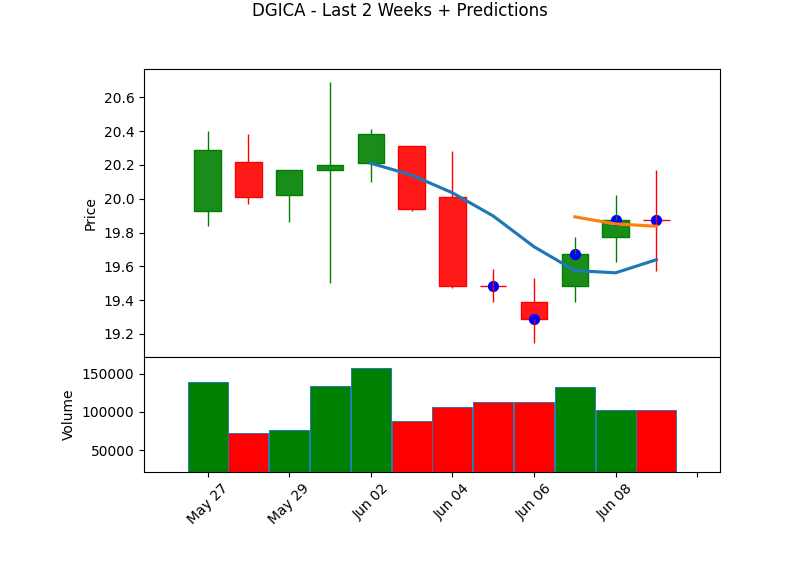 DGICA - Last 2 Weeks + Predictions
20.6
20.4
20.2
20.0
19.8
19.6
19.4
19.2
Price
150000
100000
50000
Volume
May 27
May 29
Jun 02
Jun 04
Jun 06
Jun 08